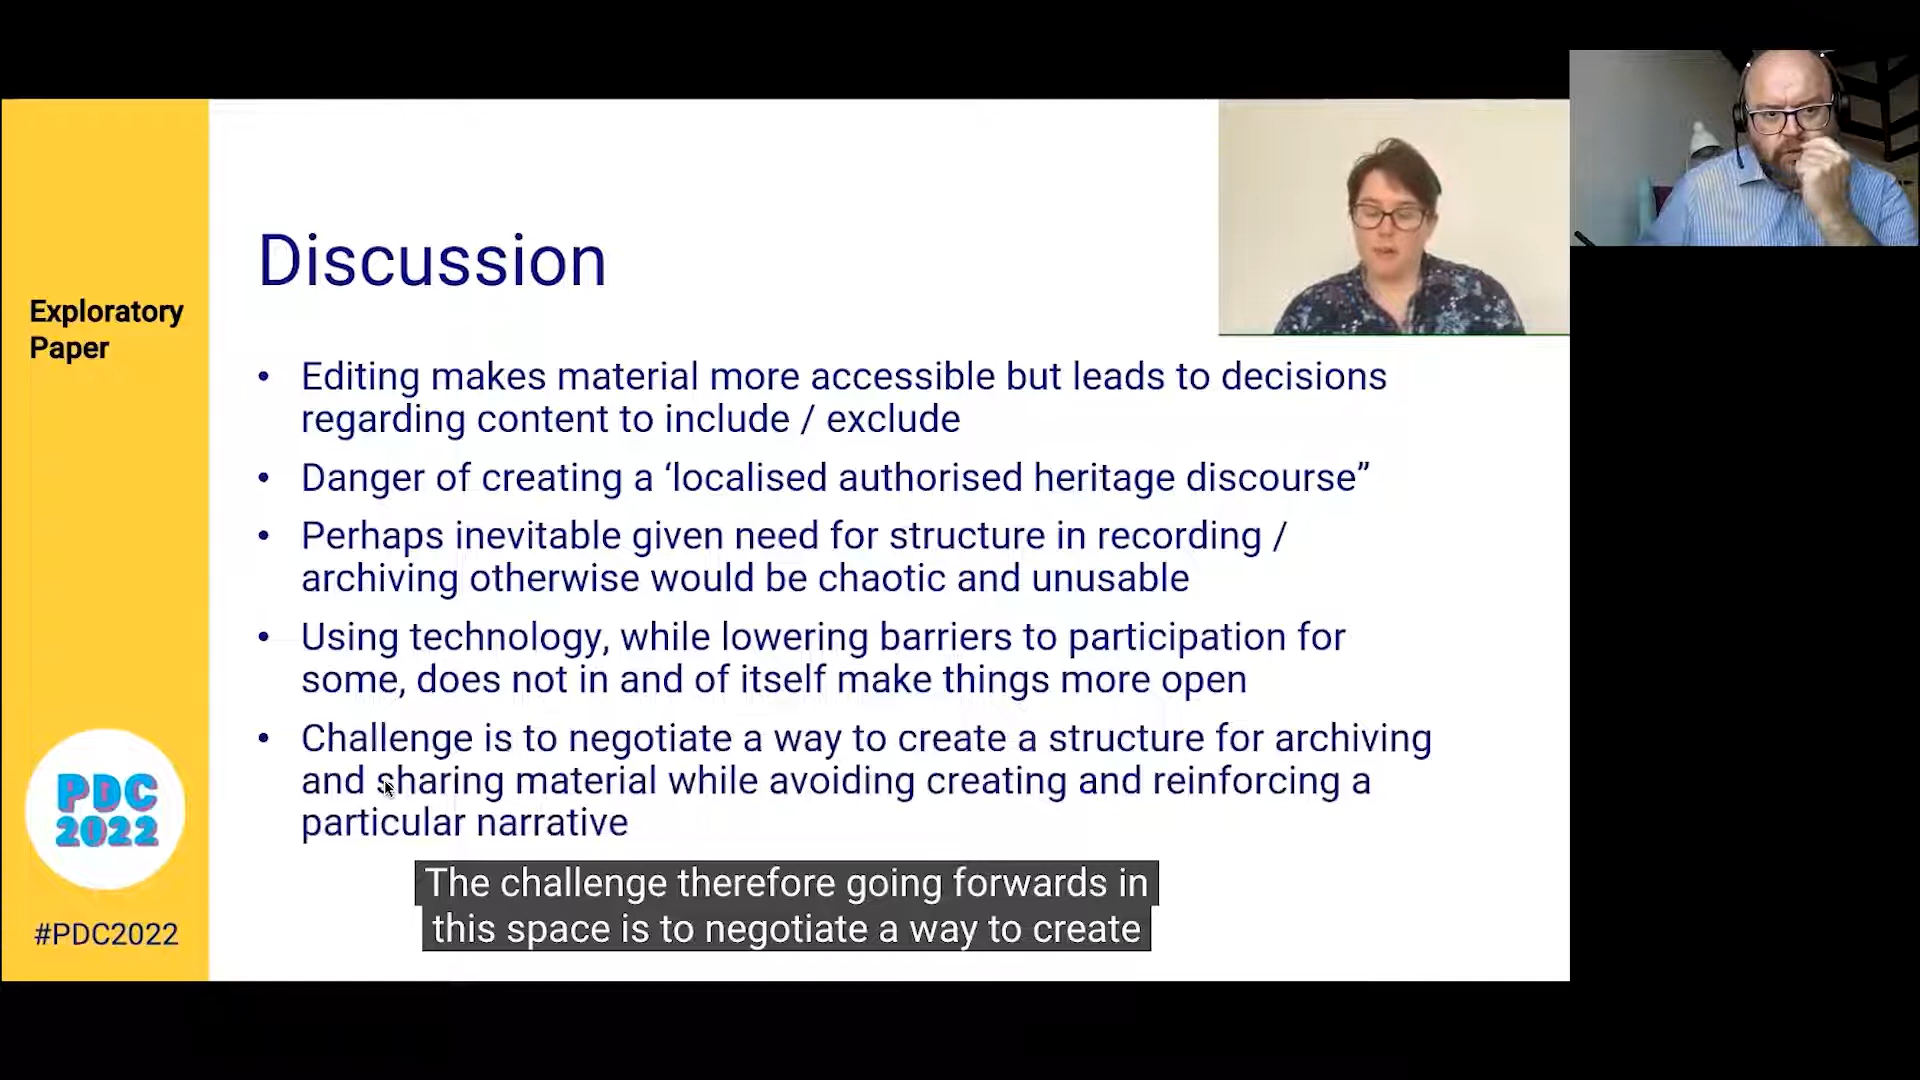 Exploratory
Paper
Discussion
• Editing makes material more accessible but leads to decisions
regarding content to include / exclude
• Danger of creating a ‘localised authorised heritage discourse”
• Perhaps inevitable given need for structure in recording /
archiving otherwise would be chaotic and unusable
• Using technology, while lowering barriers to participation for
some, does not in and of itself make things more open
• Challenge is to negotiate a way to create a structure for archiving
and sharing material while avoiding creating and reinforcing a
particular narrative
PDC
2022
#PDC2022
The challenge therefore going forwards in
this space is to negotiate a way to create